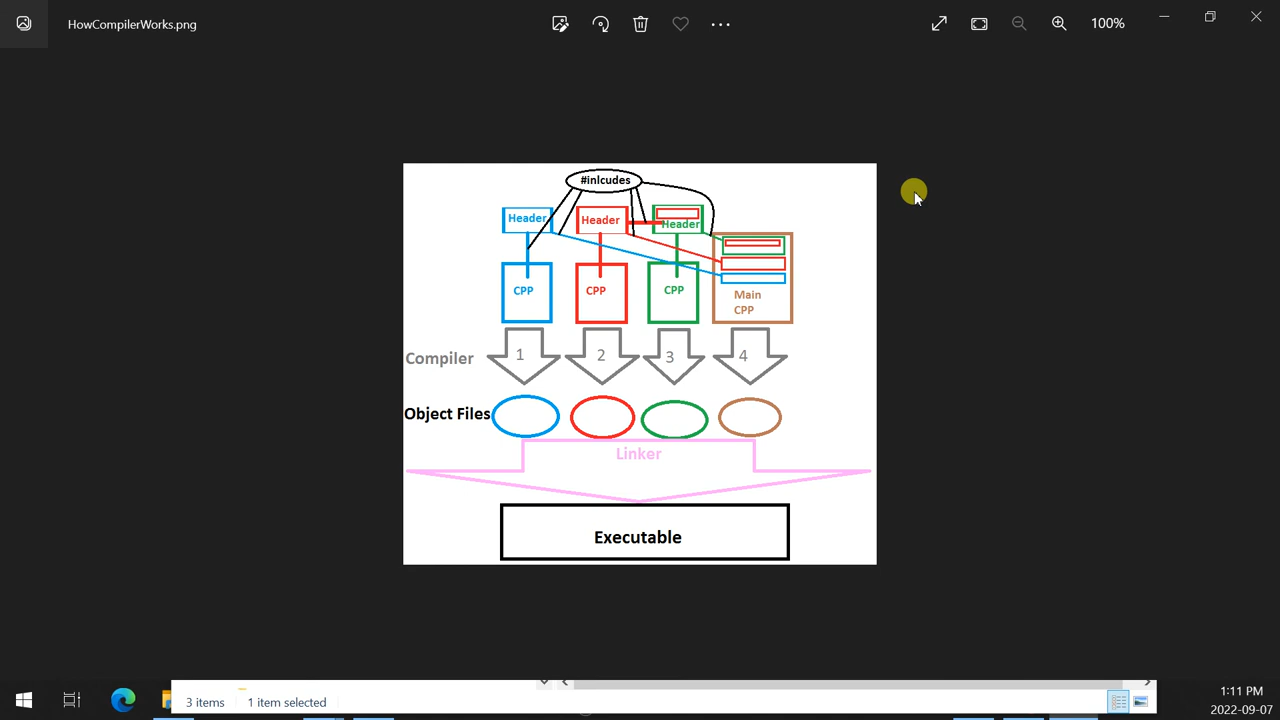 HowCompilerWorks.png
100%
#inlcudes
Header
Header
Header
CPP
CPP
CPP
Main
CPP
Compiler
1
2
3
4
Object Files
Linker
Executable
3 items
1 item selected
1:11 PM
2022-09-07